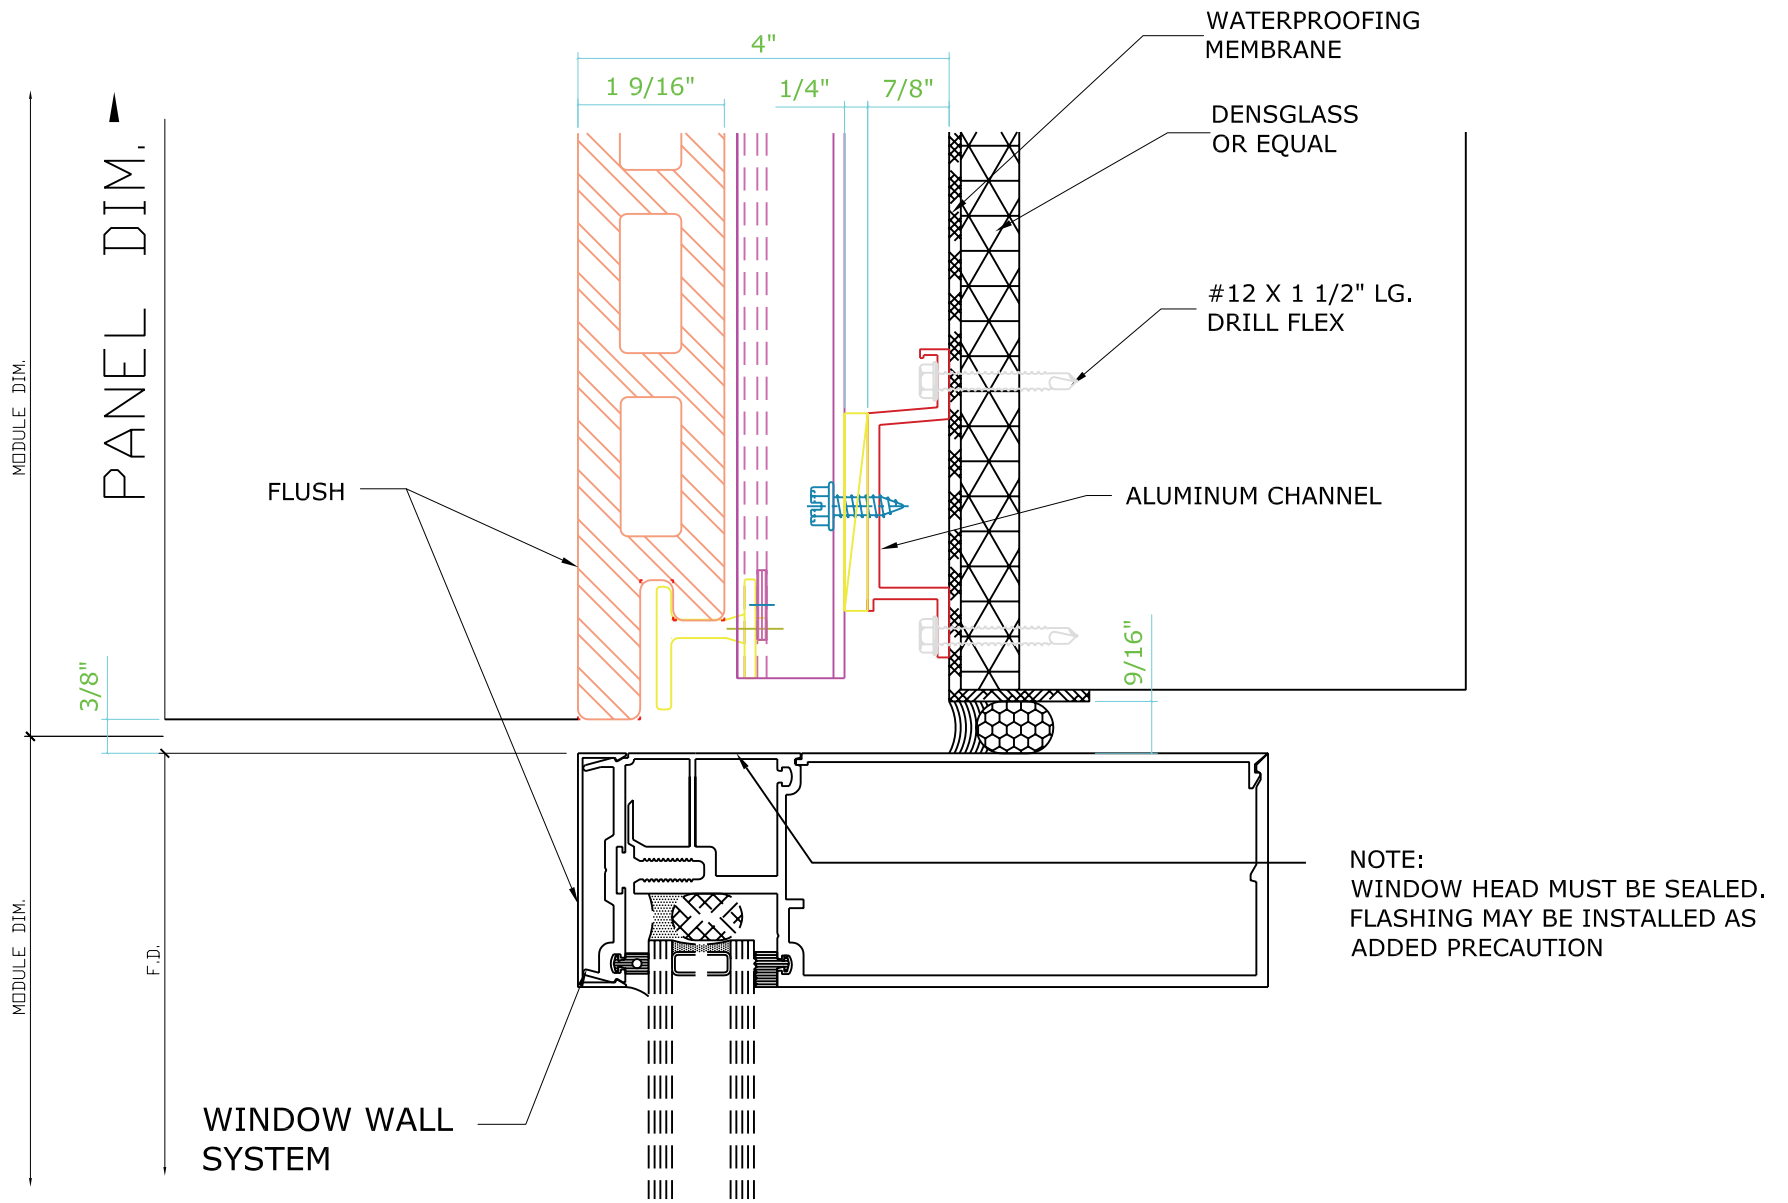 WATERPROOFING
MEMBRANE
4"
1 9/16"
1/4"
7/8"
DENSGLASS
OR EQUAL
PANEL DIM.
#12 X 1 1/2" LG.
DRILL FLEX
MODULE DIM.
FLUSH
ALUMINUM CHANNEL
3/8"
9/16"
NOTE:
WINDOW HEAD MUST BE SEALED.
FLASHING MAY BE INSTALLED AS
ADDED PRECAUTION
MODULE DIM.
F.D.
WINDOW WALL
SYSTEM